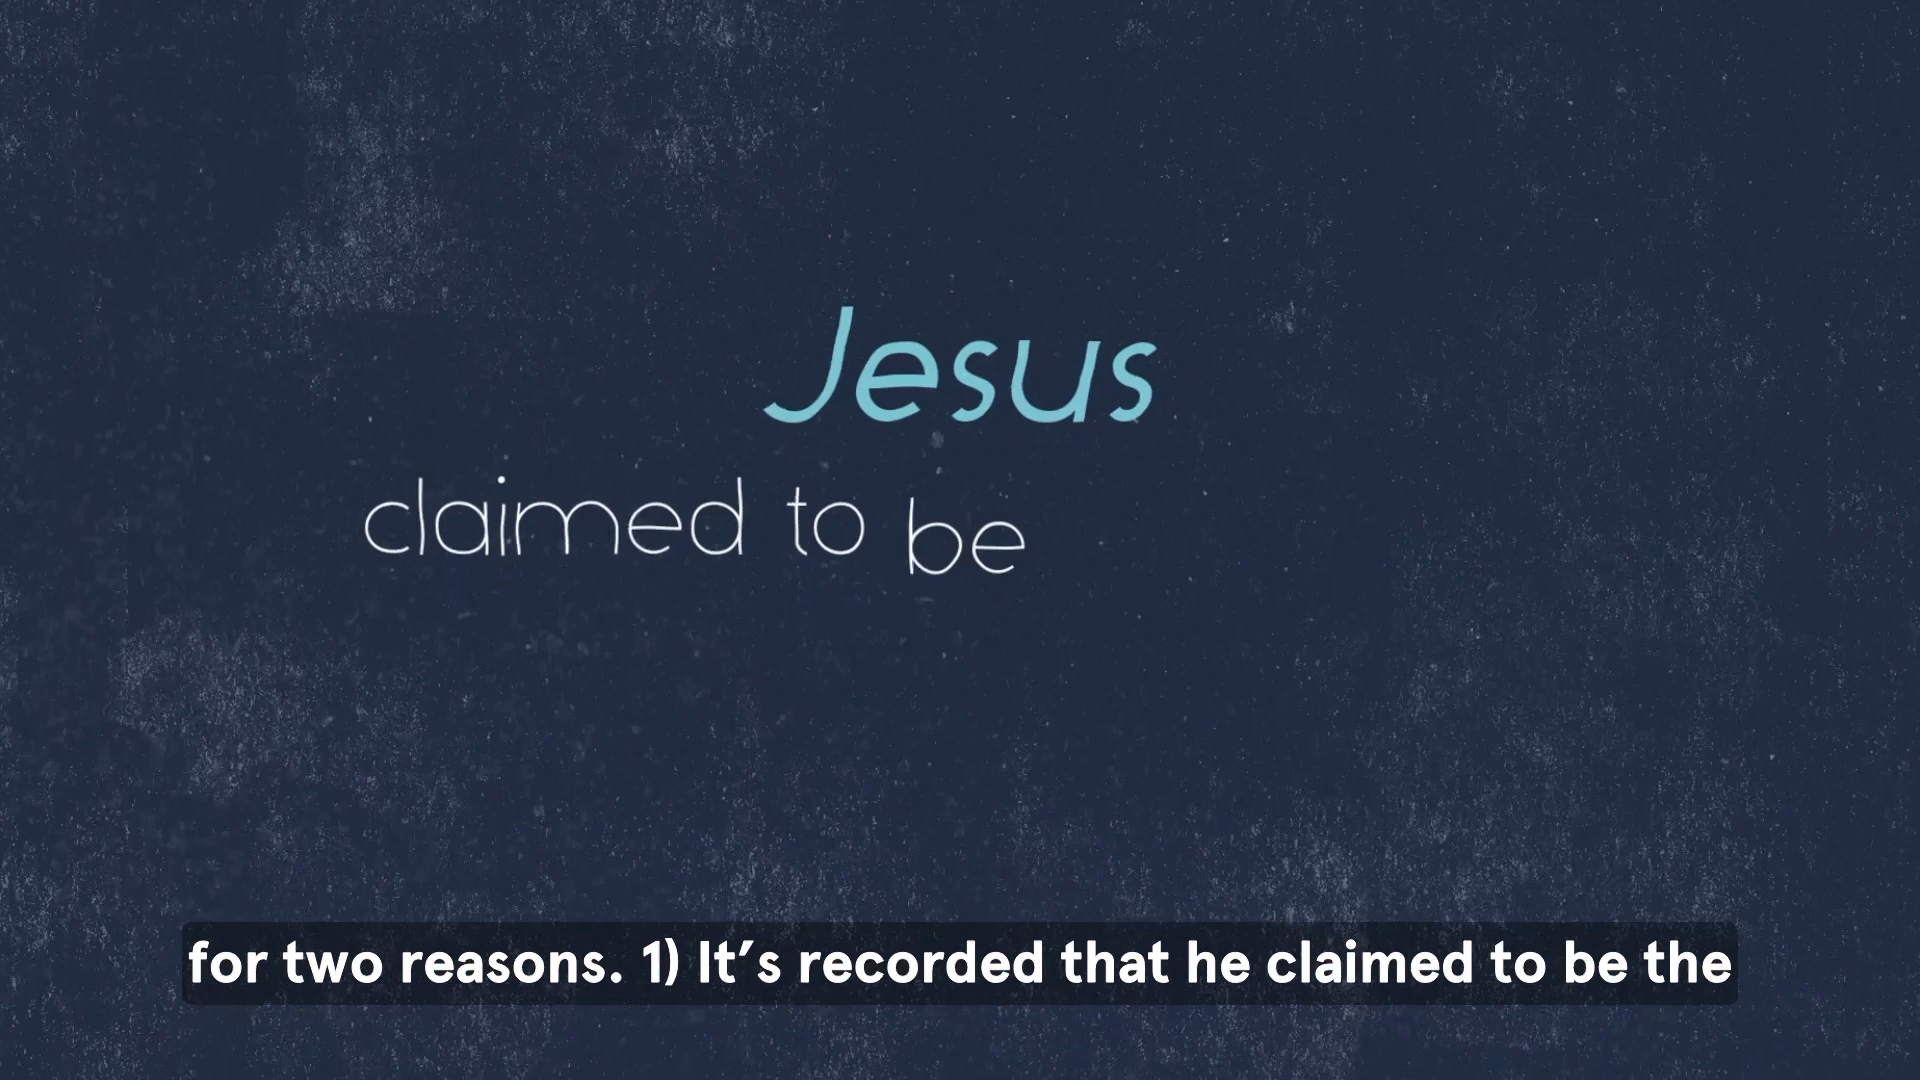 Jesus
claimed to be
for two reasons. 1) It’s recorded that he claimed to be the